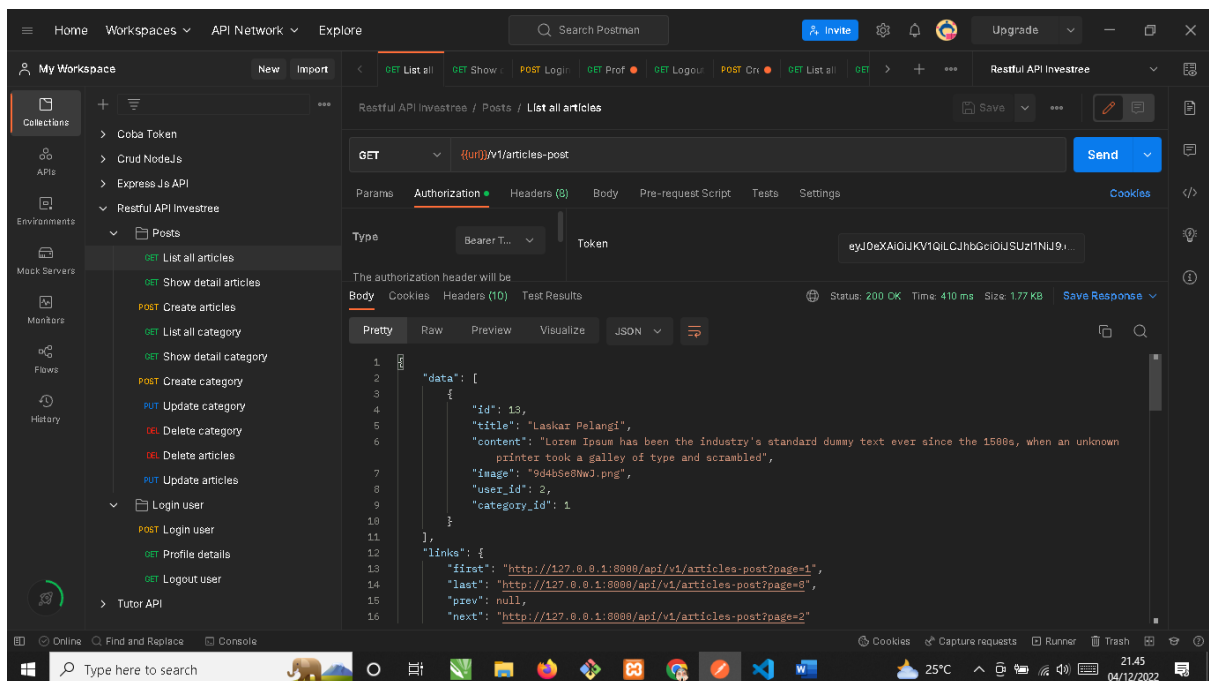 Home Workspaces API Network Explore Search Postman Invite Upgrade
My Workspace New Import GET List all GET Show POST Login GET Prof GET Logou POST Cre GET List all GET Restful API Investree
Collections
APIs
Environments
Mock Servers
Monitors
Flows
History
Coba Token
Crud NodeJs
Express Js API
Restful API Investree
Posts
GET List all articles
GET Show detail articles
POST Create articles
GET List all category
GET Show detail category
POST Create category
PUT Update category
DEL Delete category
DEL Delete articles
PUT Update articles
Login user
POST Login user
GET Profile details
GET Logout user
Tutor API
Restful API Investree / Posts / List all articles Save
GET {{url}}/v1/articles-post Send
Params Authorization Headers (8) Body Pre-request Script Tests Settings Cookies
Type Bearer T... Token
The authorization header will be
Body Cookies Headers (10) Test Results Status: 200 OK Time: 410 ms Size: 1.77 KB Save Response
Pretty Raw Preview Visualize JSON
1 {
2 "data": [
3 {
4 "id": 13,
5 "title": "Laskar Pelangi",
6 "content": "Lorem Ipsum has been the industry's standard dummy text ever since the 1500s, when an unknown
printer took a galley of type and scrambled",
7 "image": "9d4bSe8NwJ.png",
8 "user_id": 2,
9 "category_id": 1
10 }
11 ],
12 "links": {
13 "first": "http://127.0.0.1:8000/api/v1/articles-post?page=1",
14 "last": "http://127.0.0.1:8000/api/v1/articles-post?page=8",
15 "prev": null,
16 "next": "http://127.0.0.1:8000/api/v1/articles-post?page=2"
Online Find and Replace Console Cookies Capture requests Runner Trash
Type here to search 25°C 21.45
04/12/2022